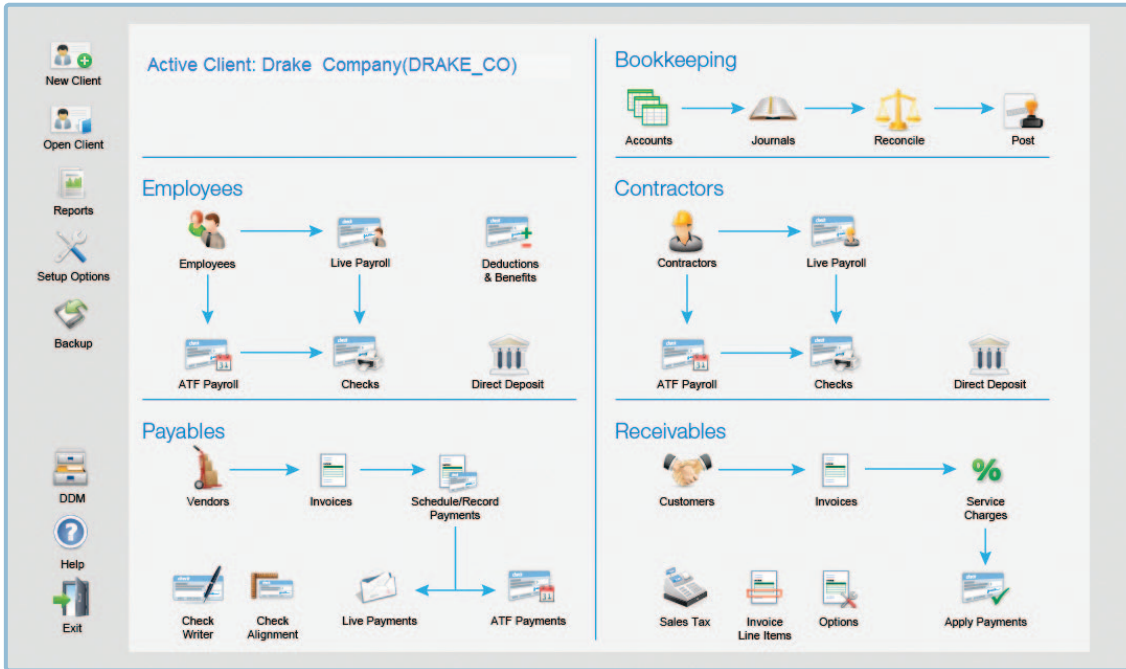 New Client
Open Client
Reports
Setup Options
Backup
DDM
Help
Exit
Active Client: Drake Company(DRAKE_CO)
Bookkeeping
Accounts
Journals
Reconcile
Post
Employees
Employees
Live Payroll
Deductions
& Benefits
ATF Payroll
Checks
Direct Deposit
Contractors
Contractors
Live Payroll
ATF Payroll
Checks
Direct Deposit
Payables
Vendors
Invoices
Schedule/Record
Payments
Check
Writer
Check
Alignment
Live Payments
ATF Payments
Receivables
Customers
Invoices
%
Service
Charges
Sales Tax
Invoice
Line Items
Options
Apply Payments